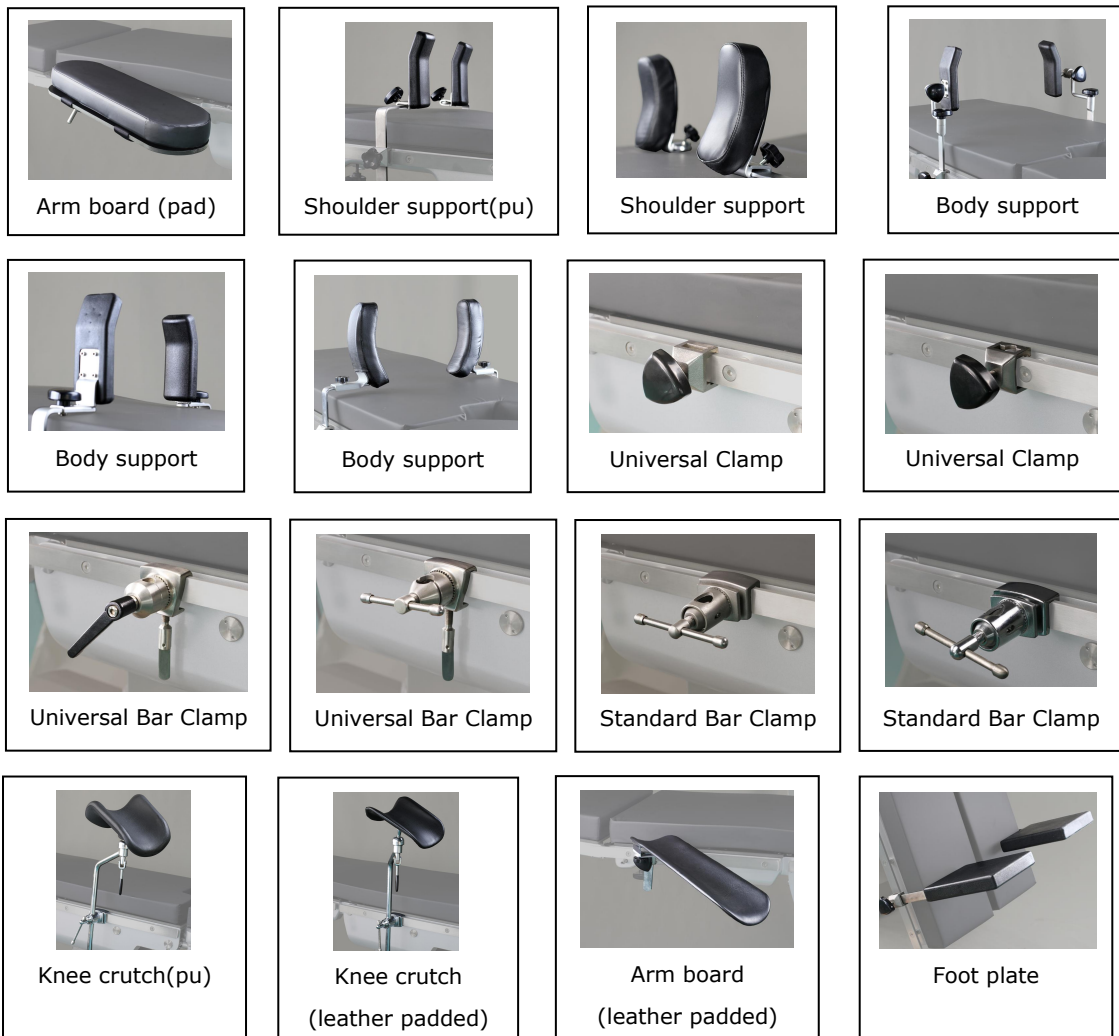 Arm board (pad)
Shoulder support(pu)
Shoulder support
Body support
Body support
Body support
Universal Clamp
Universal Clamp
Universal Bar Clamp
Universal Bar Clamp
Standard Bar Clamp
Standard Bar Clamp
Knee crutch(pu)
Knee crutch
(leather padded)
Arm board
(leather padded)
Foot plate